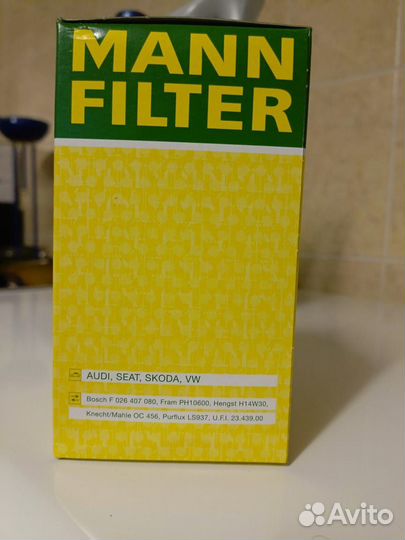 MANN
FILTER
AUDI, SEAT, SKODA, VW
Bosch F 026 407 080, Fram PH10600, Hengst H14W30,
Knecht/Mahle OC 456, Purflux LS937, U.F.I. 23.439.00
Avito